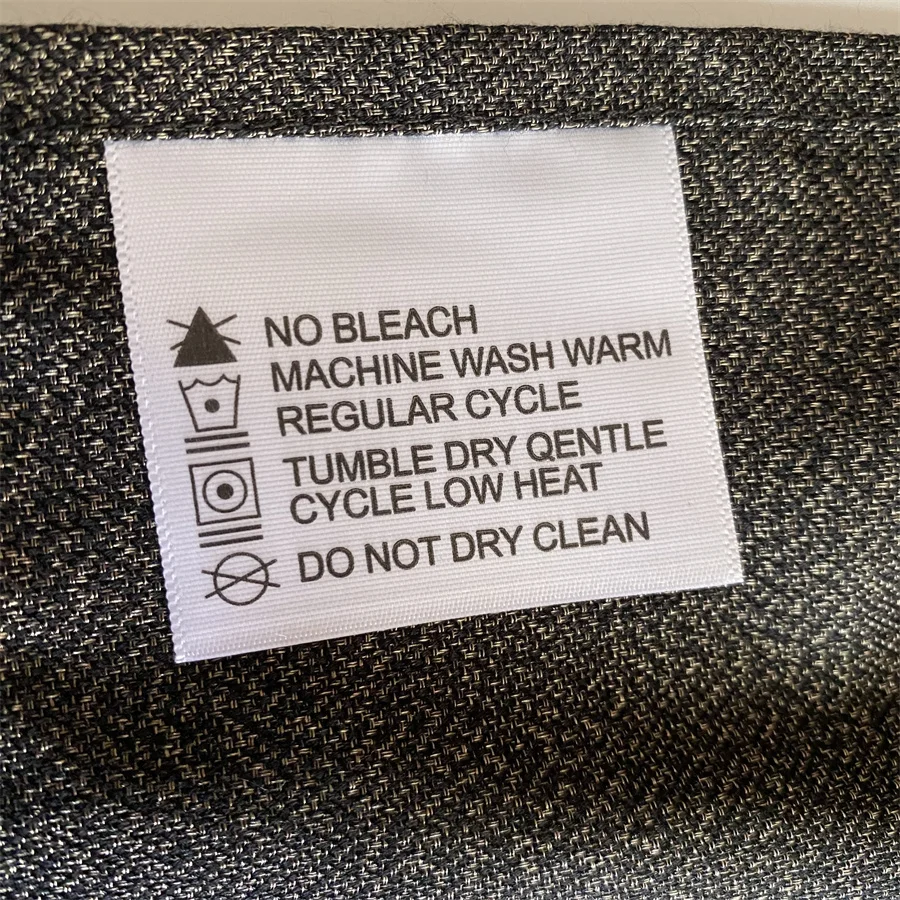 NO BLEACH
MACHINE WASH WARM
REGULAR CYCLE
TUMBLE DRY QENTLE
CYCLE LOW HEAT
DO NOT DRY CLEAN